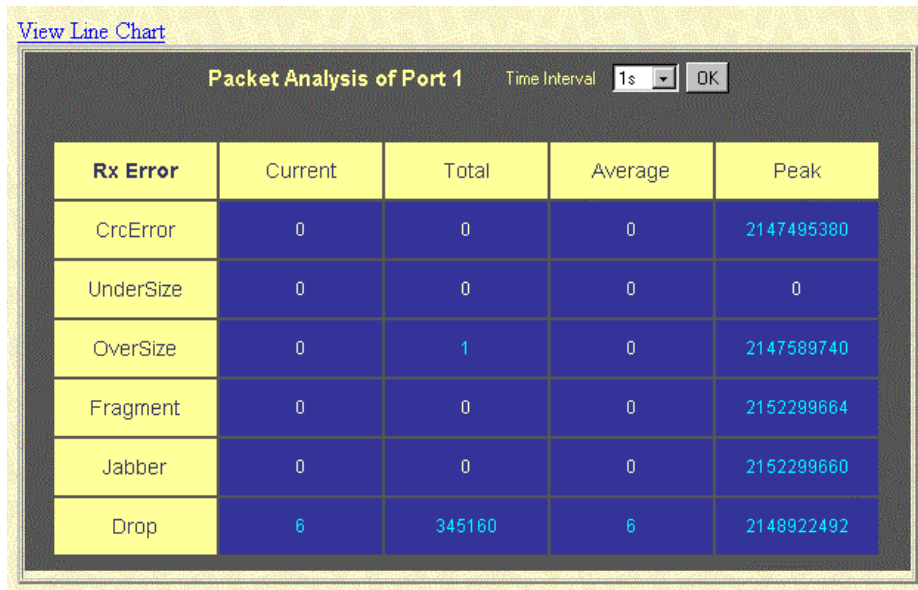 View Line Chart
Packet Analysis of Port 1 Time Interval 1s OK
Rx Error Current Total Average Peak
CrcError 0 0 0 2147495380
UnderSize 0 0 0 0
OverSize 0 1 0 2147589740
Fragment 0 0 0 2152299664
Jabber 0 0 0 2152299660
Drop 6 345160 6 2148922492